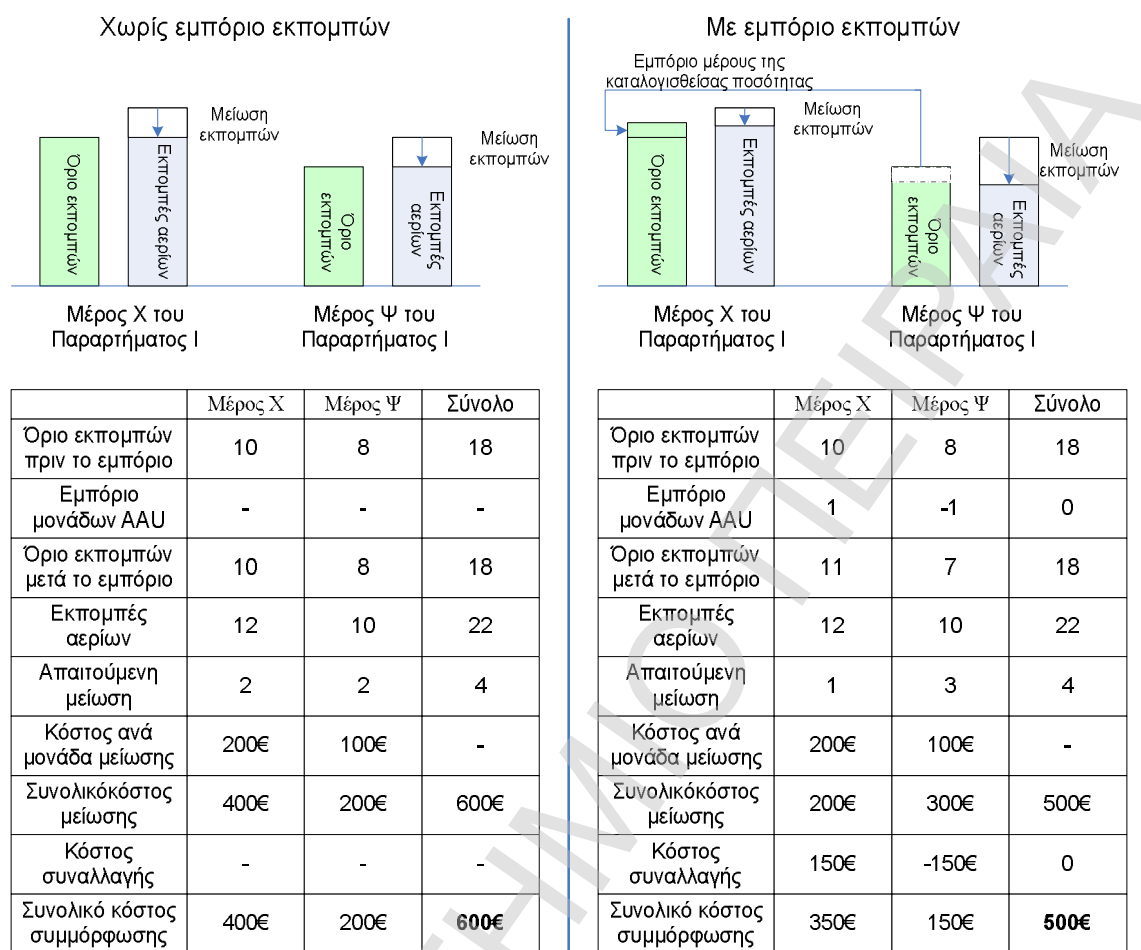 Χωρίς εμπόριο εκπομπών
Μείωση
εκπομπών
Όριο εκπομπών
Εκπομπές αερίων
Μείωση
εκπομπών
Όριο
εκπομπών
Εκπομπές
αερίων
Μέρος Χ του
Παραρτήματος Ι
Μέρος Ψ του
Παραρτήματος Ι
Μέρος Χ Μέρος Ψ Σύνολο
Όριο εκπομπών
πριν το εμπόριο
10 8 18
Εμπόριο
μονάδων AAU
- - -
Όριο εκπομπών
μετά το εμπόριο
10 8 18
Εκπομπές
αερίων
12 10 22
Απαιτούμενη
μείωση
2 2 4
Κόστος ανά
μονάδα μείωσης
200€ 100€ -
Συνολικόκόστος
μείωσης
400€ 200€ 600€
Κόστος
συναλλαγής
- - -
Συνολικό κόστος
συμμόρφωσης
400€ 200€ 600€
Με εμπόριο εκπομπών
Εμπόριο μέρους της
καταλογισθείσας ποσότητας
Μείωση
εκπομπών
Όριο εκπομπών
Εκπομπές αερίων
Μείωση
εκπομπών
Όριο
εκπομπών
Εκπομπές
αερίων
Μέρος Χ του
Παραρτήματος Ι
Μέρος Ψ του
Παραρτήματος Ι
Μέρος Χ Μέρος Ψ Σύνολο
Όριο εκπομπών
πριν το εμπόριο
10 8 18
Εμπόριο
μονάδων AAU
1 -1 0
Όριο εκπομπών
μετά το εμπόριο
11 7 18
Εκπομπές
αερίων
12 10 22
Απαιτούμενη
μείωση
1 3 4
Κόστος ανά
μονάδα μείωσης
200€ 100€ -
Συνολικόκόστος
μείωσης
200€ 300€ 500€
Κόστος
συναλλαγής
150€ -150€ 0
Συνολικό κόστος
συμμόρφωσης
350€ 150€ 500€
ΤΗΜΙΟ ΠΕΙΡΑΙΑ